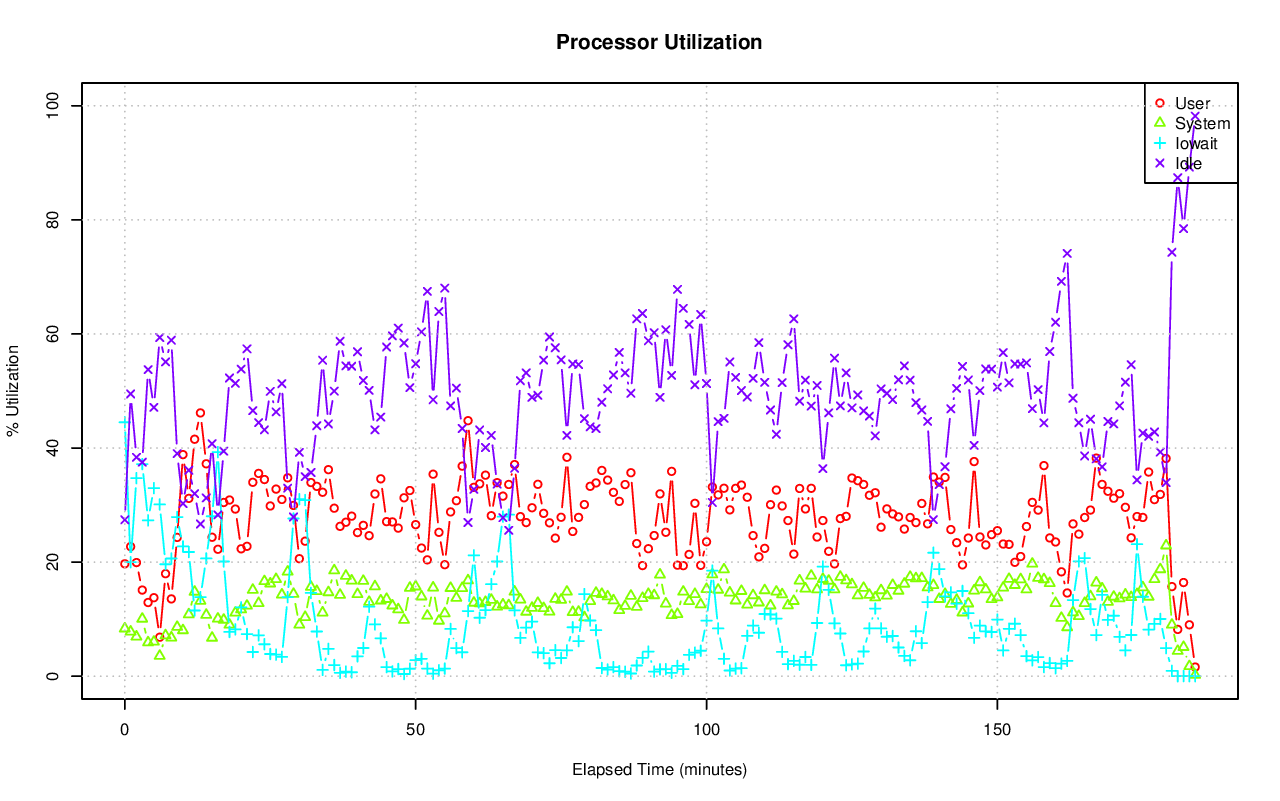 Processor Utilization
% Utilization
100
80
60
40
20
0
User
System
Iowait
Idle
0 50 100 150
Elapsed Time (minutes)